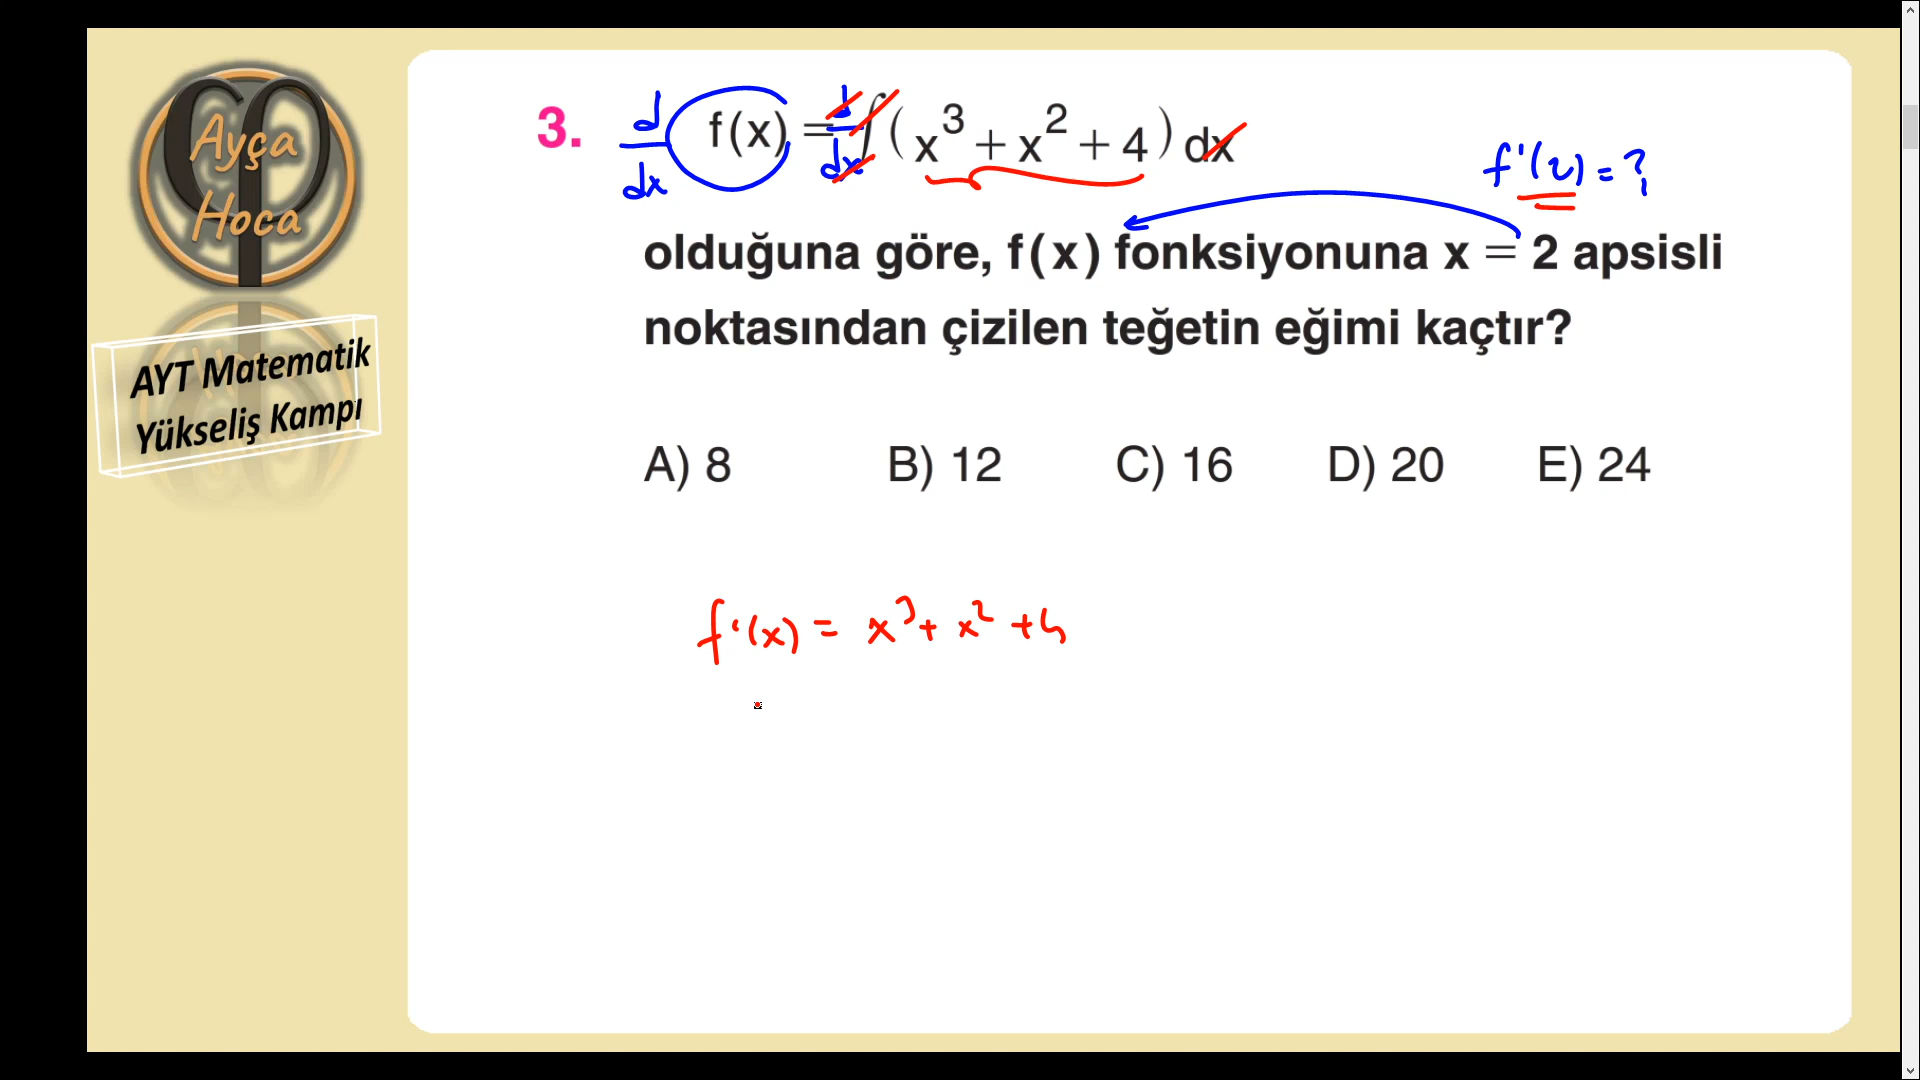 Ayça
Hoca
AYT Matematik
Yükseliş Kampı
3. d/dx f(x) = d/dx ∫ (x³ + x² + 4) dx
f'(2) = ?
olduğuna göre, f(x) fonksiyonuna x = 2 apsisli
noktasından çizilen teğetin eğimi kaçtır?
A) 8 B) 12 C) 16 D) 20 E) 24
f'(x) = x³ + x² + 4